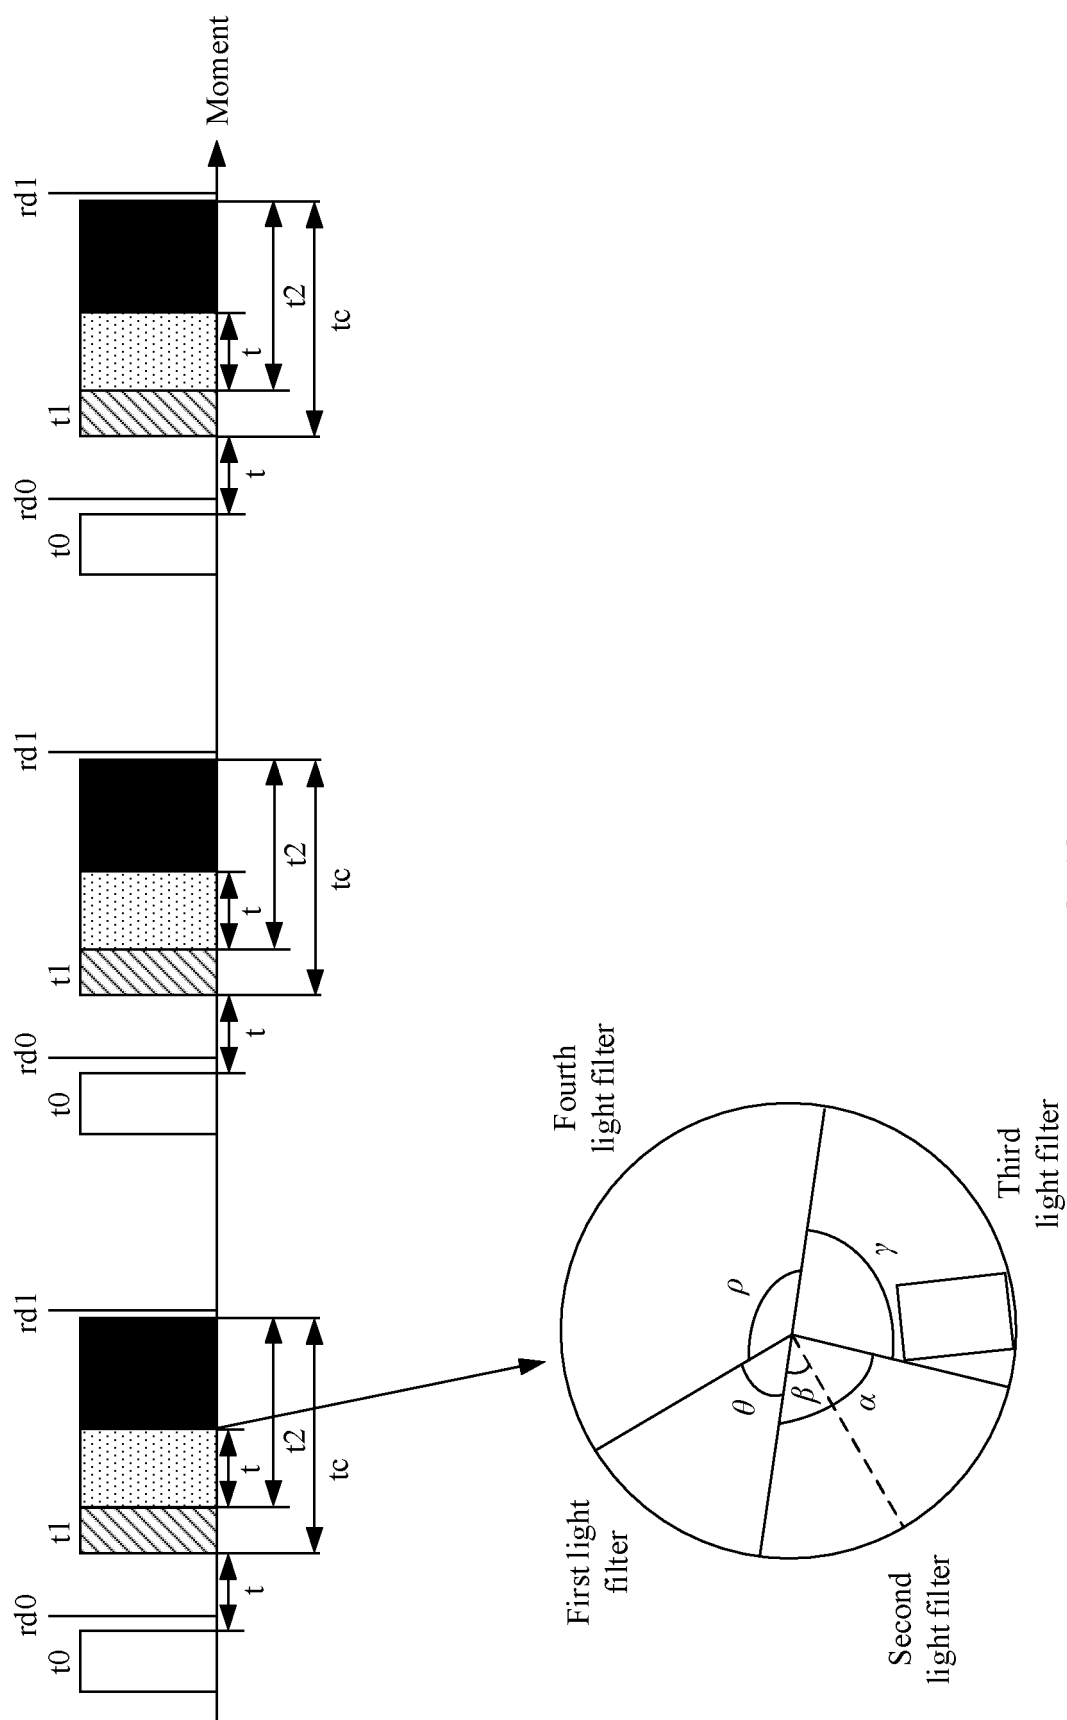 t0
rd0
t
t1
t
t2
tc
rd1
t0
rd0
t
t1
t
t2
tc
rd1
t0
rd0
t
t1
t
t2
tc
rd1
Moment
First light
filter
Fourth
light filter
Second
light filter
Third
light filter
θ
ρ
β
α
γ